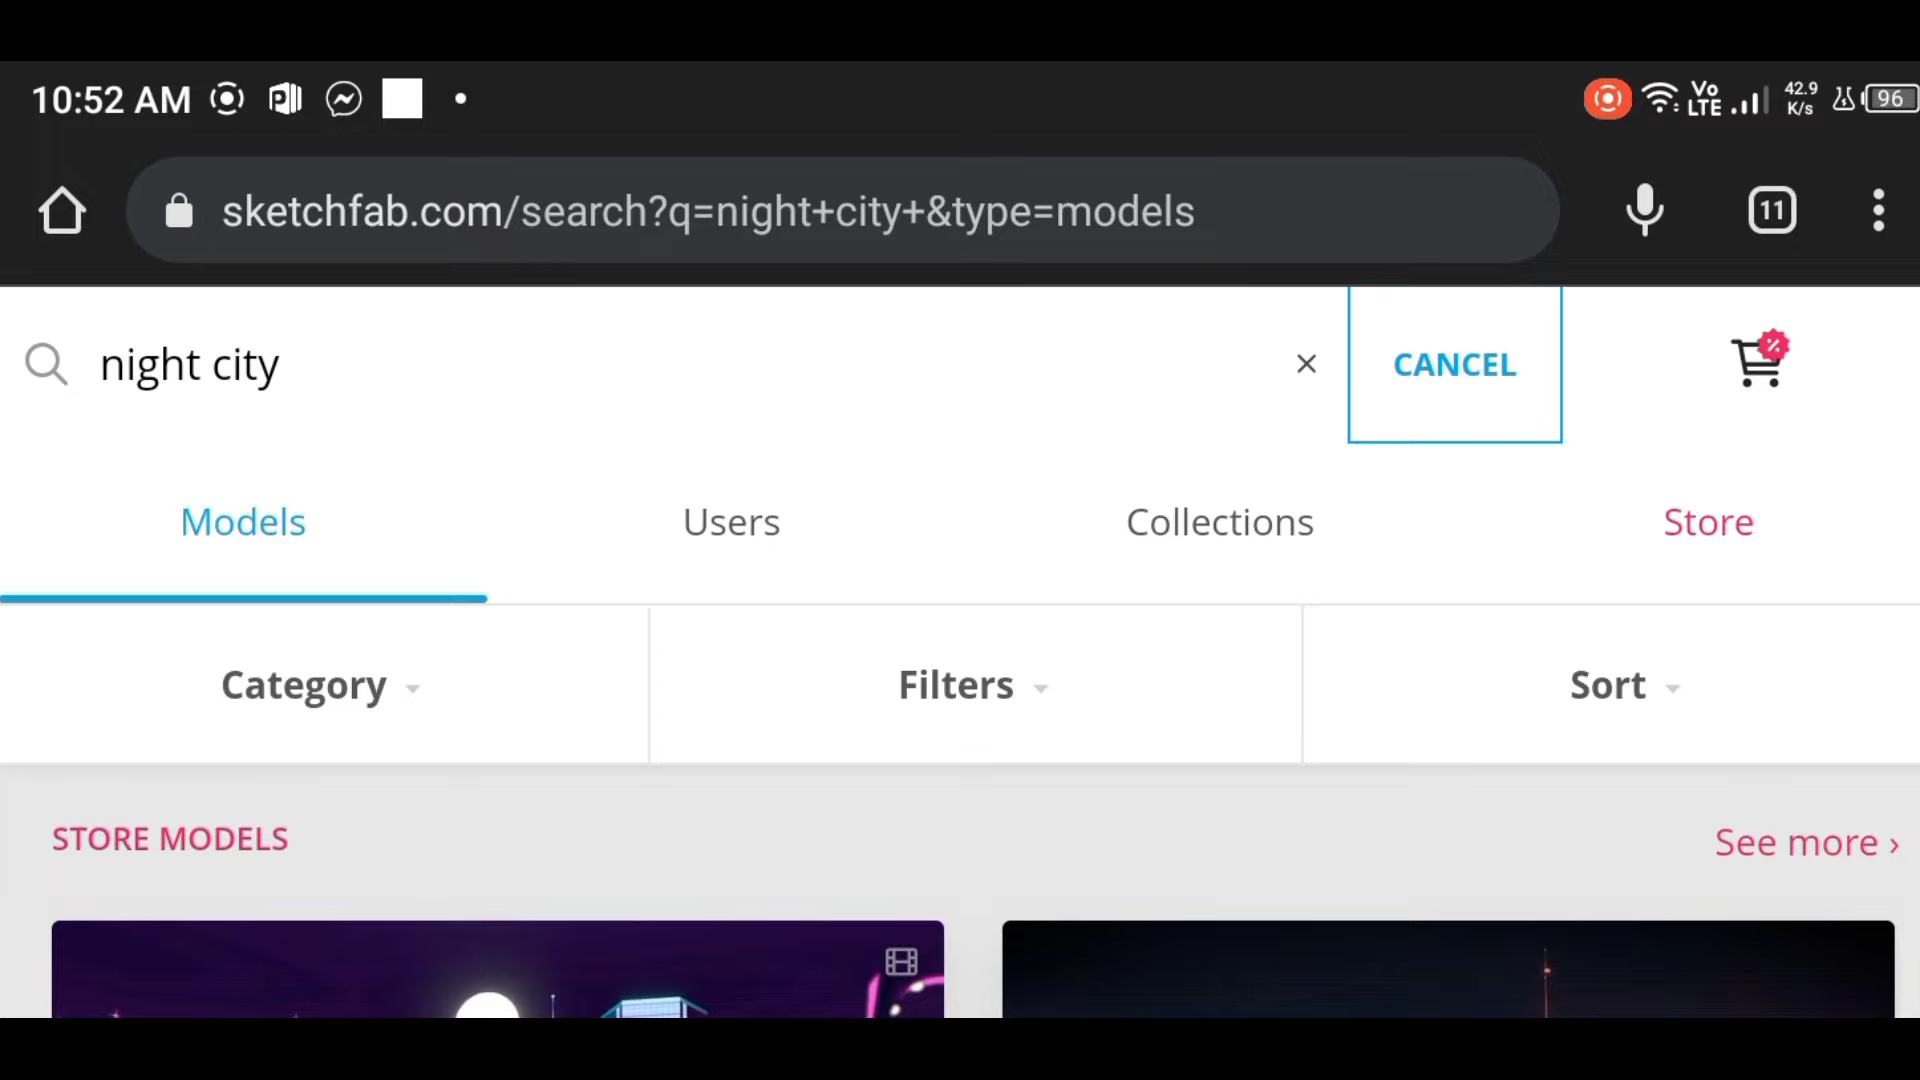 10:52 AM
Vo LTE
42.9 K/s
96
sketchfab.com/search?q=night+city+&type=models
11
night city
CANCEL
Models
Users
Collections
Store
Category
Filters
Sort
STORE MODELS
See more ›